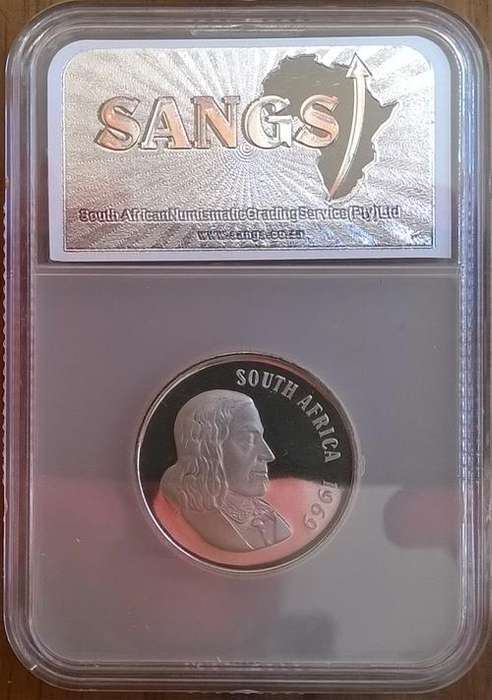 SANGS
South African Numismatic Grading Service (Pty) Ltd
www.sangs.co.za
SOUTH AFRICA 1969